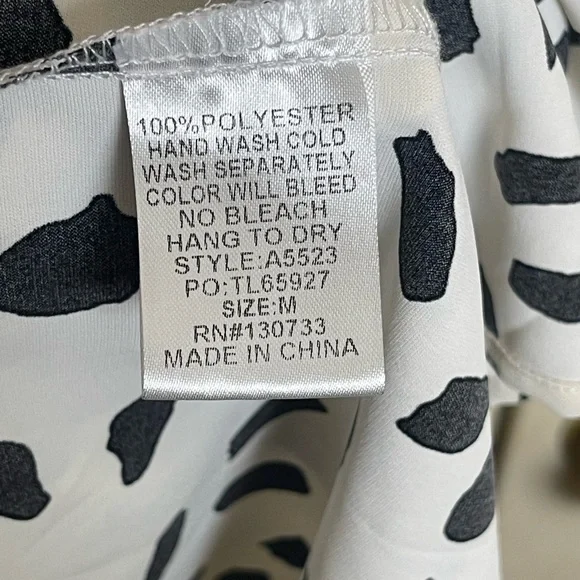 100%POLYESTER
HAND WASH COLD
WASH SEPARATELY
COLOR WILL BLEED
NO BLEACH
HANG TO DRY
STYLE:A5523
PO:TL65927
SIZE:M
RN#130733
MADE IN CHINA